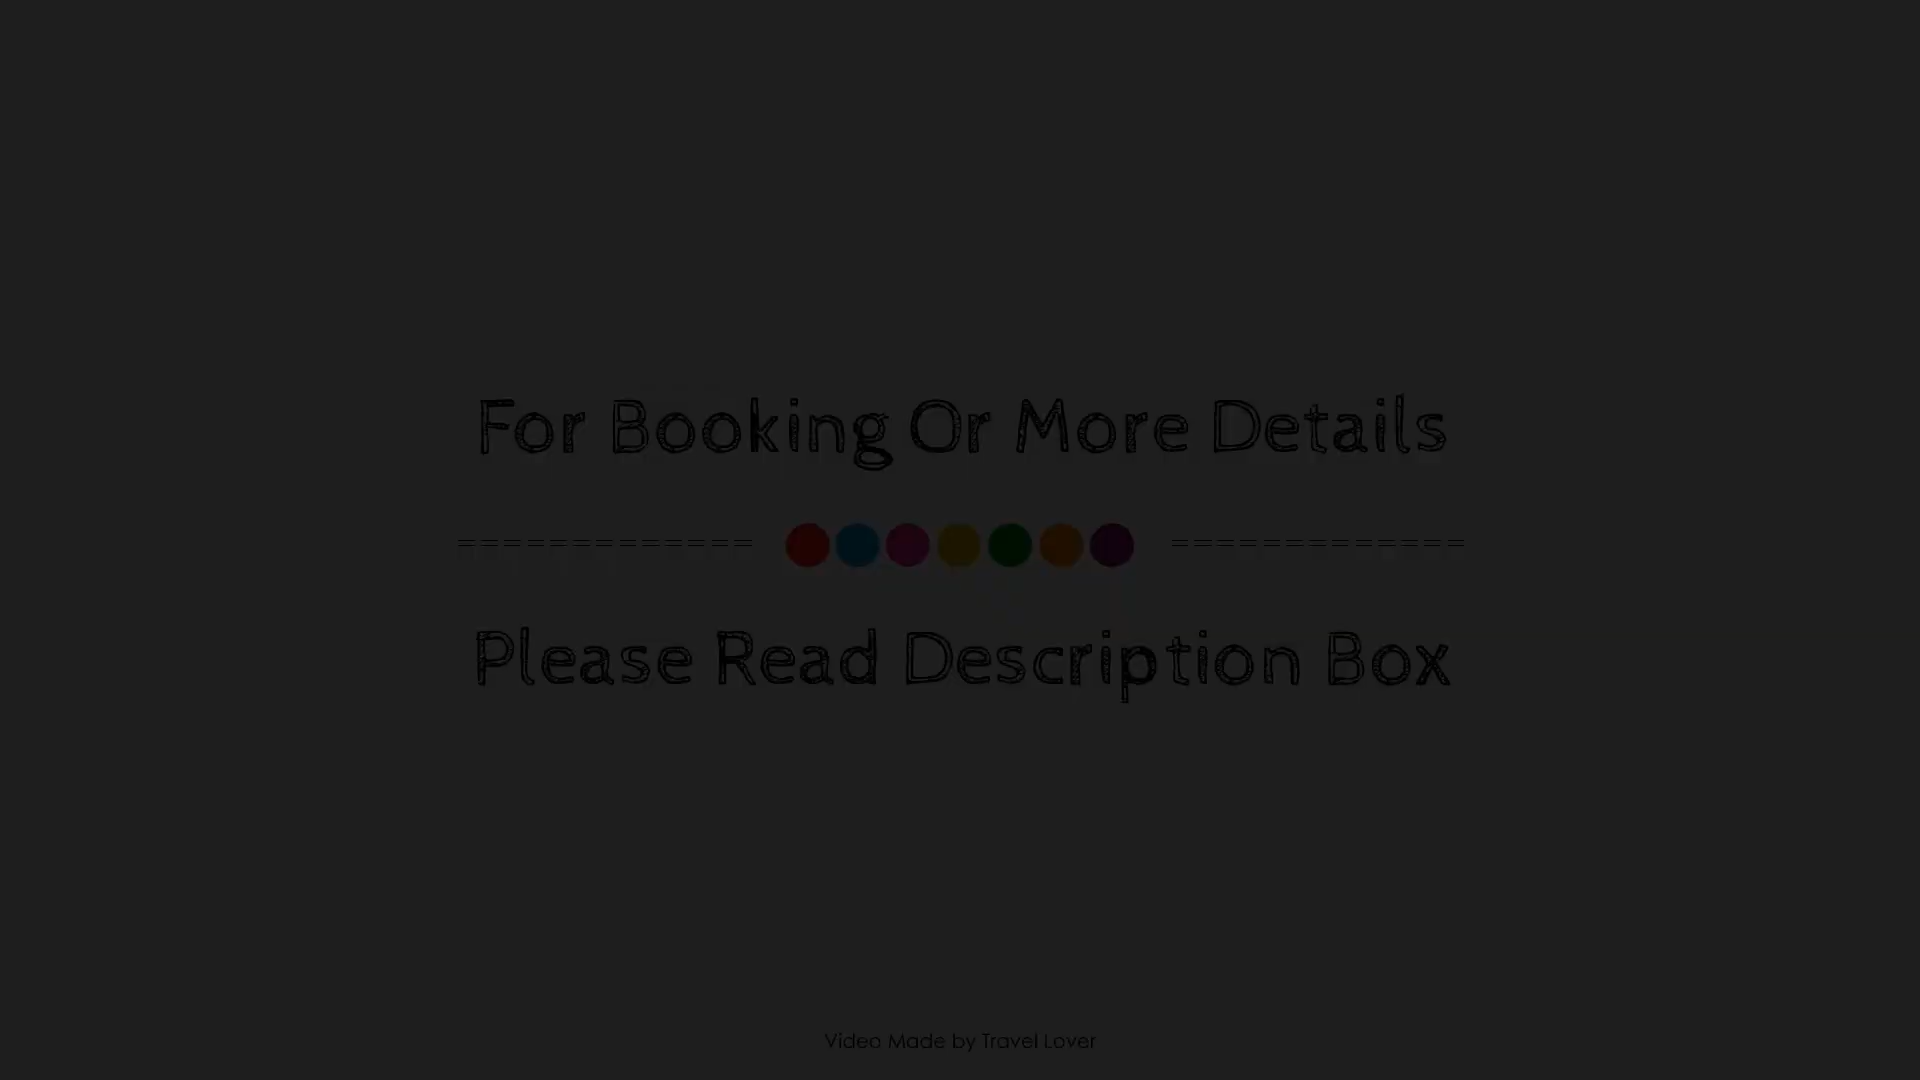 For Booking Or More Details
============= =============
Please Read Description Box
Video Made by Travel Lover